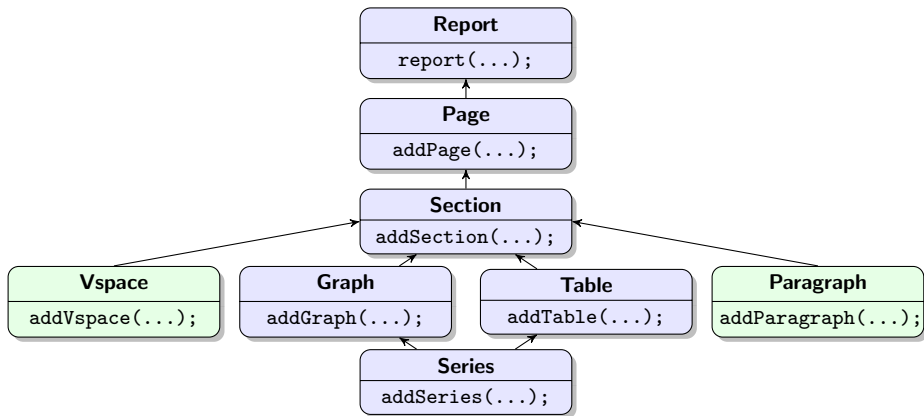 Report
report(...);
Page
addPage(...);
Section
addSection(...);
Vspace
addVspace(...);
Graph
addGraph(...);
Table
addTable(...);
Paragraph
addParagraph(...);
Series
addSeries(...);